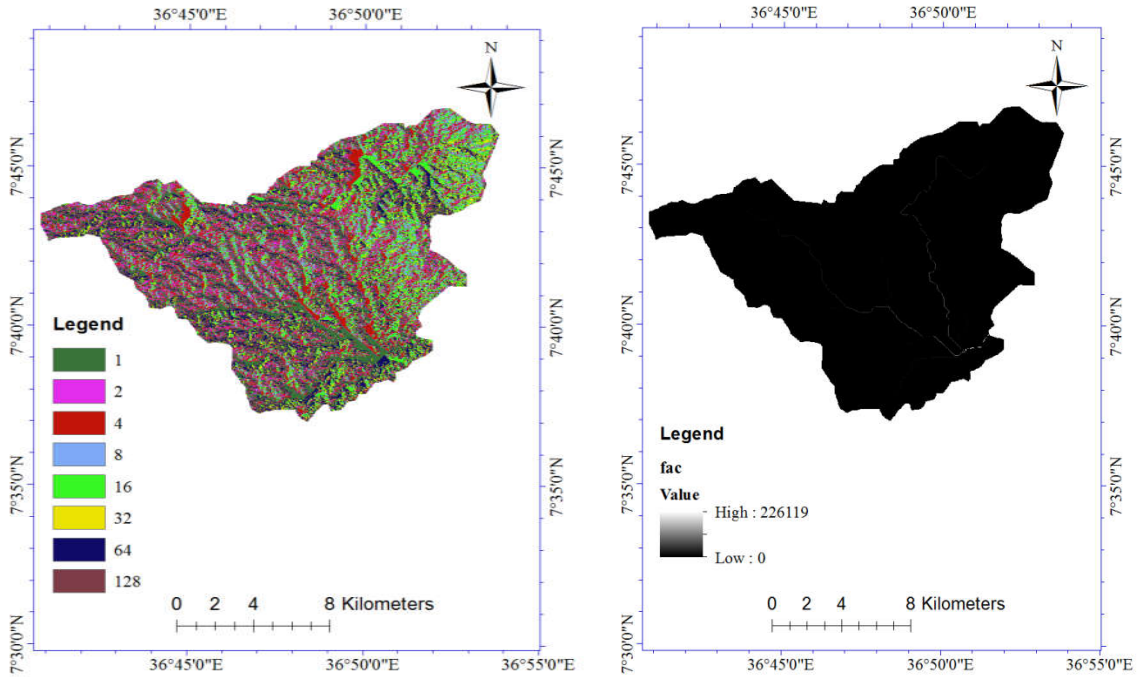 36°45'0"E 36°50'0"E
N
7°45'0"N
7°45'0"N
7°40'0"N
7°40'0"N
7°35'0"N
7°35'0"N
7°30'0"N
Legend
1
2
4
8
16
32
64
128
0 2 4 8 Kilometers
36°45'0"E 36°50'0"E 36°55'0"E
36°45'0"E 36°50'0"E
N
7°45'0"N
7°45'0"N
7°40'0"N
7°40'0"N
7°35'0"N
7°35'0"N
7°30'0"N
Legend
fac
Value
High : 226119
Low : 0
0 2 4 8 Kilometers
36°45'0"E 36°50'0"E 36°55'0"E